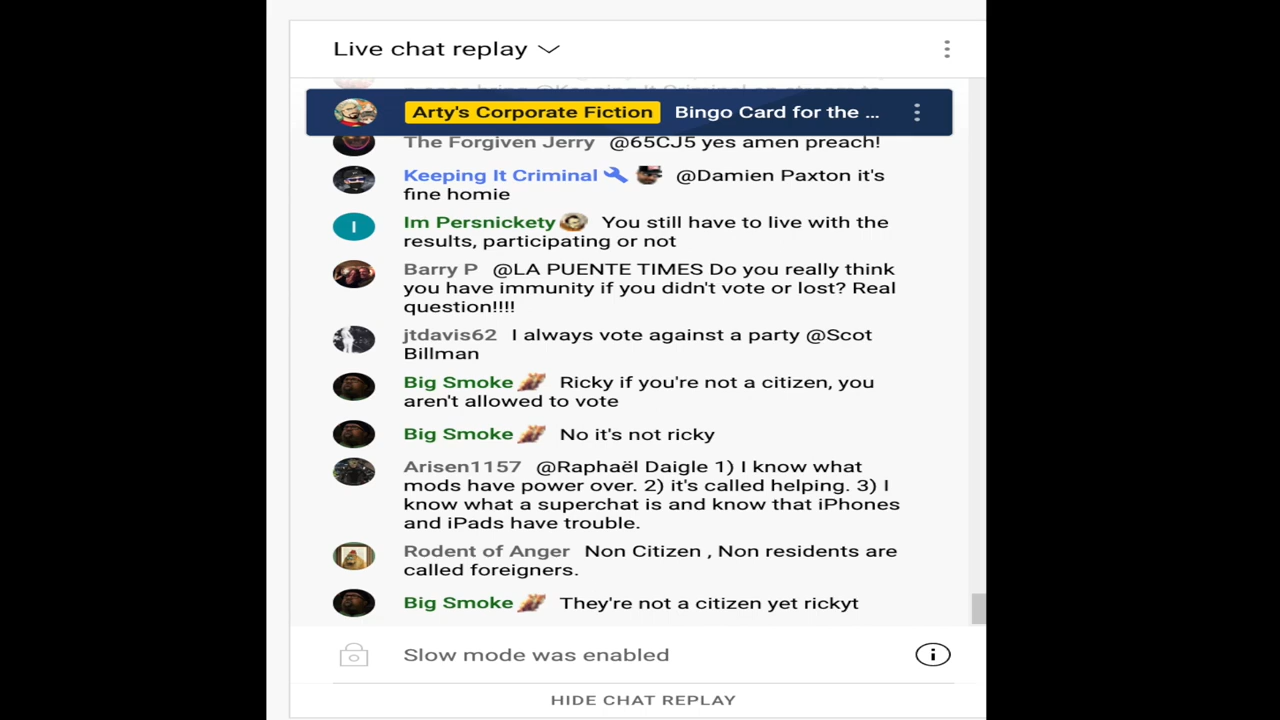 Live chat replay
Arty's Corporate Fiction Bingo Card for the ...
The Forgiven Jerry @65CJ5 yes amen preach!
Keeping It Criminal @Damien Paxton it's
fine homie
I
Im Persnickety You still have to live with the
results, participating or not
Barry P @LA PUENTE TIMES Do you really think
you have immunity if you didn't vote or lost? Real
question!!!!
jtdavis62 I always vote against a party @Scot
Billman
Big Smoke Ricky if you're not a citizen, you
aren't allowed to vote
Big Smoke No it's not ricky
Arisen1157 @Raphaël Daigle 1) I know what
mods have power over. 2) it's called helping. 3) I
know what a superchat is and know that iPhones
and iPads have trouble.
Rodent of Anger Non Citizen , Non residents are
called foreigners.
Big Smoke They're not a citizen yet rickyt
Slow mode was enabled
HIDE CHAT REPLAY